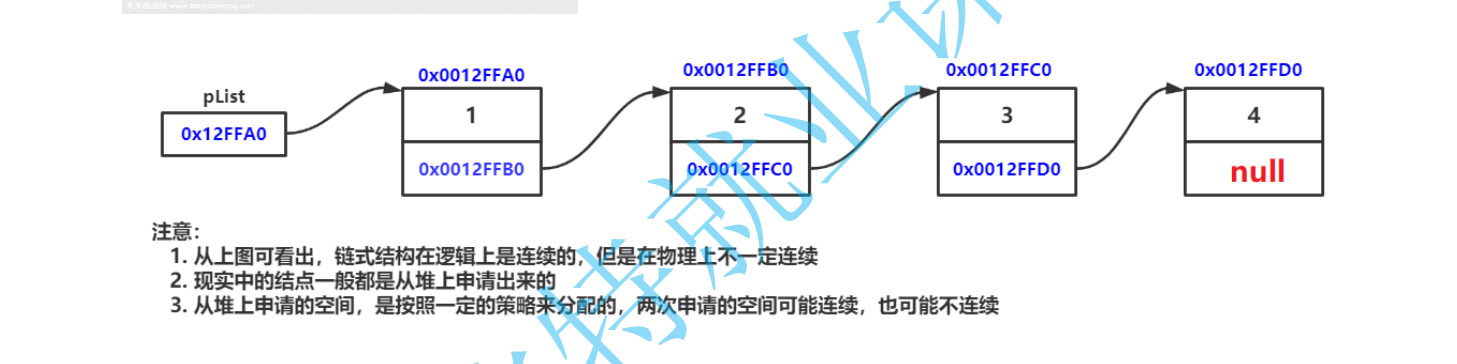 0x0012FFA0 0x0012FFB0 0x0012FFC0 0x0012FFD0
pList
1 2 3 4
0x12FFA0
0x0012FFB0 0x0012FFC0 0x0012FFD0 null
注意：
1. 从上图可看出，链式结构在逻辑上是连续的，但是在物理上不一定连续
2. 现实中的结点一般都是从堆上申请出来的
3. 从堆上申请的空间，是按照一定的策略来分配的，两次申请的空间可能连续，也可能不连续
特就业课